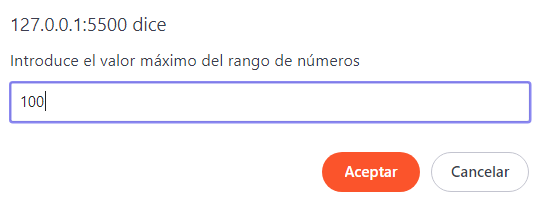 127.0.0.1:5500 dice
Introduce el valor máximo del rango de números
100
Aceptar
Cancelar